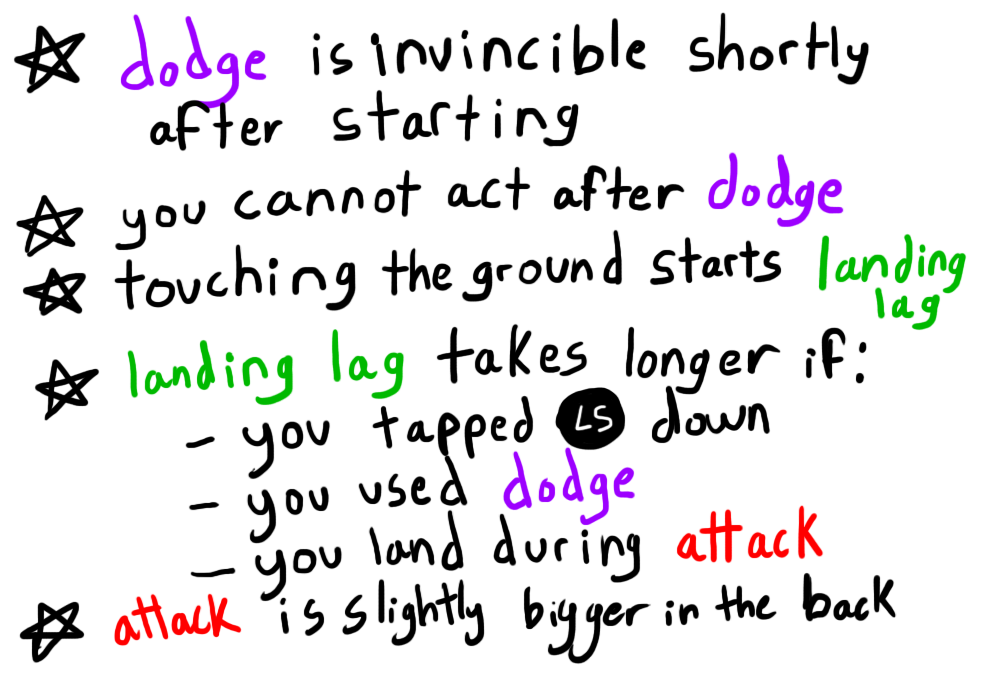 ☆ dodge is invincible shortly
after starting
☆ you cannot act after dodge
☆ touching the ground starts landing
lag
☆ landing lag takes longer if:
- you tapped LS down
- you used dodge
- you land during attack
☆ attack is slightly bigger in the back